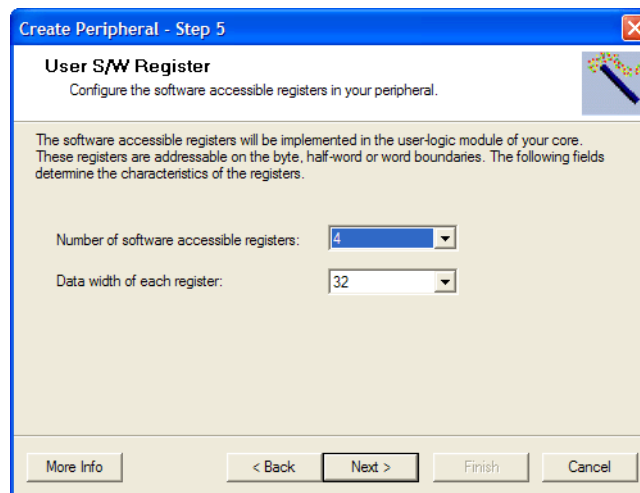 Create Peripheral - Step 5
User S/W Register
Configure the software accessible registers in your peripheral.
The software accessible registers will be implemented in the user-logic module of your core.
These registers are addressable on the byte, half-word or word boundaries. The following fields
determine the characteristics of the registers.
Number of software accessible registers: 4
Data width of each register: 32
More Info < Back Next > Finish Cancel